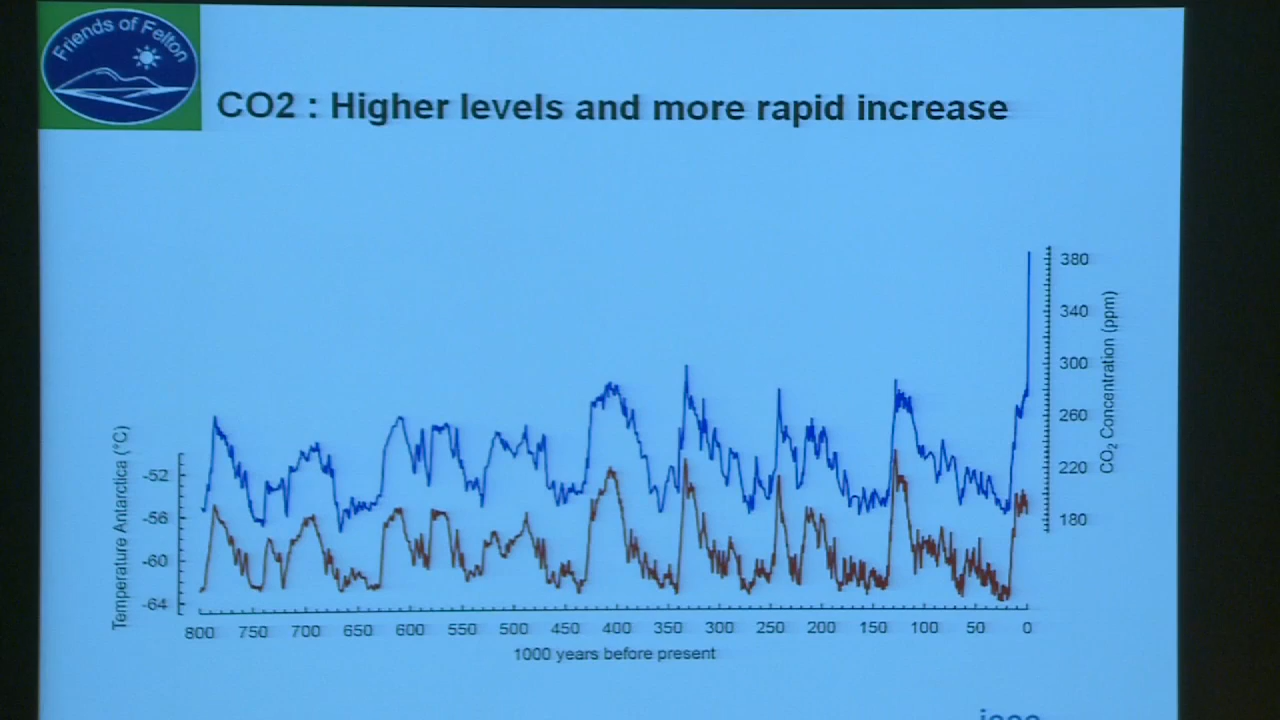 Friends of Felton
CO2 : Higher levels and more rapid increase
380
340
300
260
220
180
CO2 Concentration (ppm)
-52
-56
-60
-64
Temperature Antarctica (°C)
800 750 700 650 600 550 500 450 400 350 300 250 200 150 100 50 0
1000 years before present